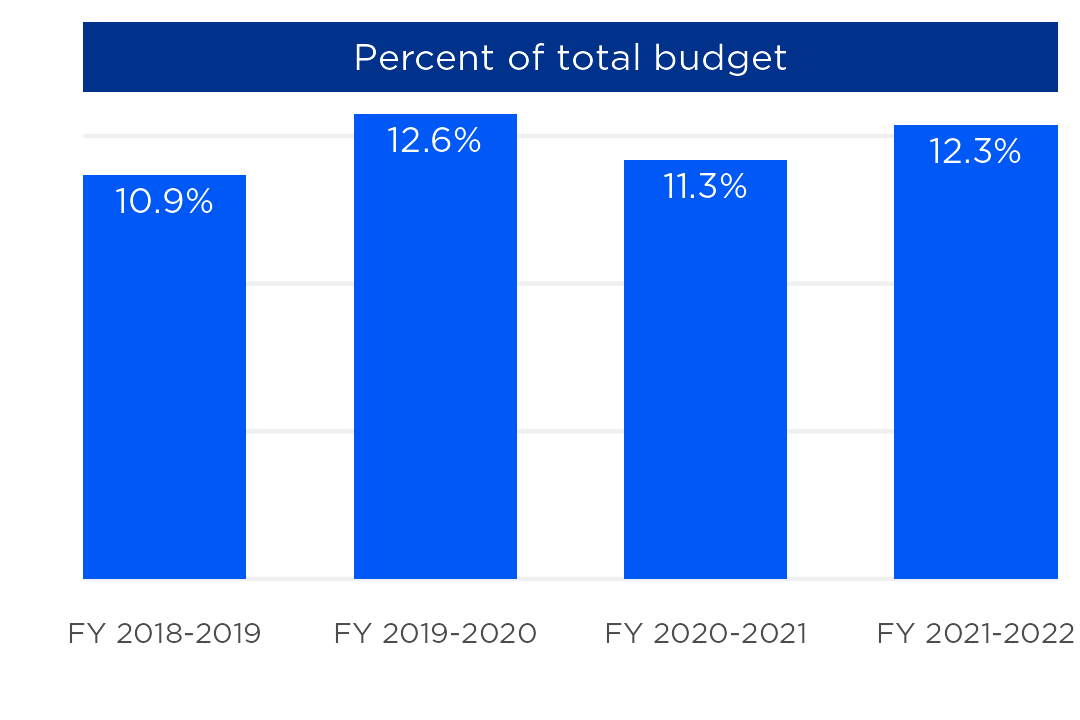 Percent of total budget
10.9%
12.6%
11.3%
12.3%
FY 2018-2019
FY 2019-2020
FY 2020-2021
FY 2021-2022